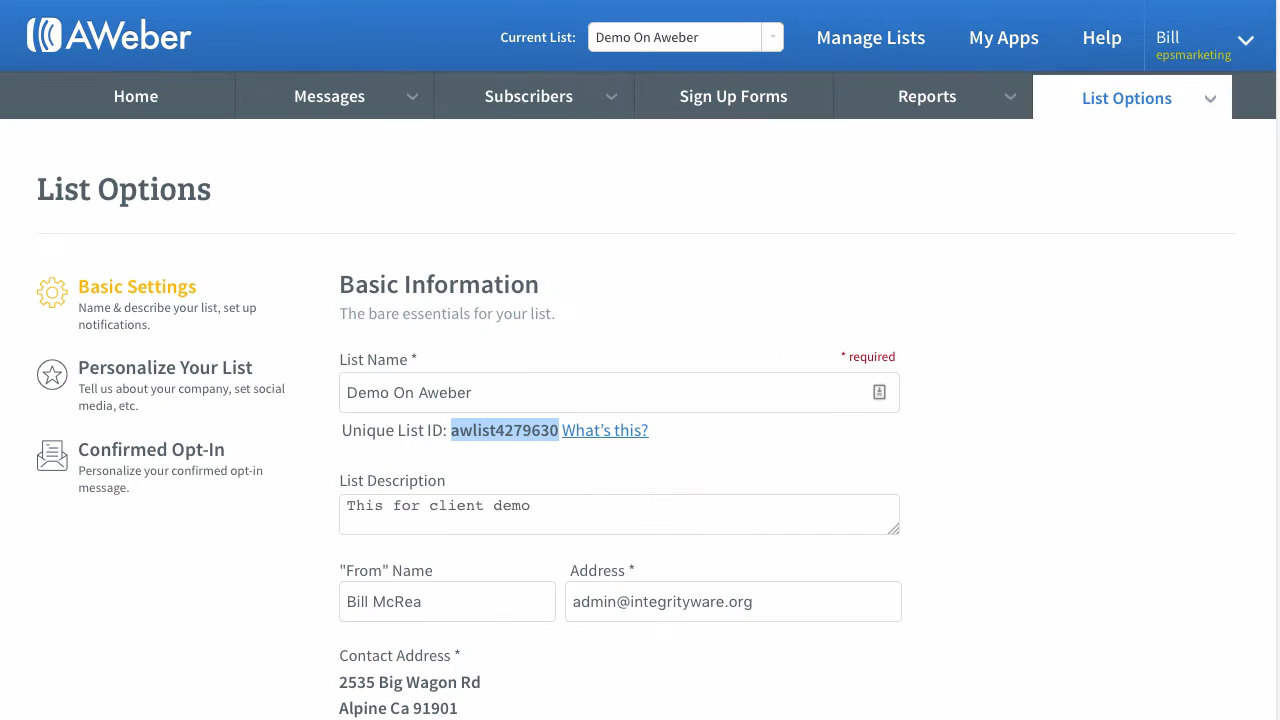 AWeber
Current List: Demo On Aweber
Manage Lists
My Apps
Help
Bill
epsmarketing
Home
Messages
Subscribers
Sign Up Forms
Reports
List Options
List Options
Basic Settings
Name & describe your list, set up
notifications.
Personalize Your List
Tell us about your company, set social
media, etc.
Confirmed Opt-In
Personalize your confirmed opt-in
message.
Basic Information
The bare essentials for your list.
List Name *
* required
Demo On Aweber
Unique List ID: awlist4279630 What's this?
List Description
This for client demo
"From" Name
Address *
Bill McRea
admin@integrityware.org
Contact Address *
2535 Big Wagon Rd
Alpine Ca 91901